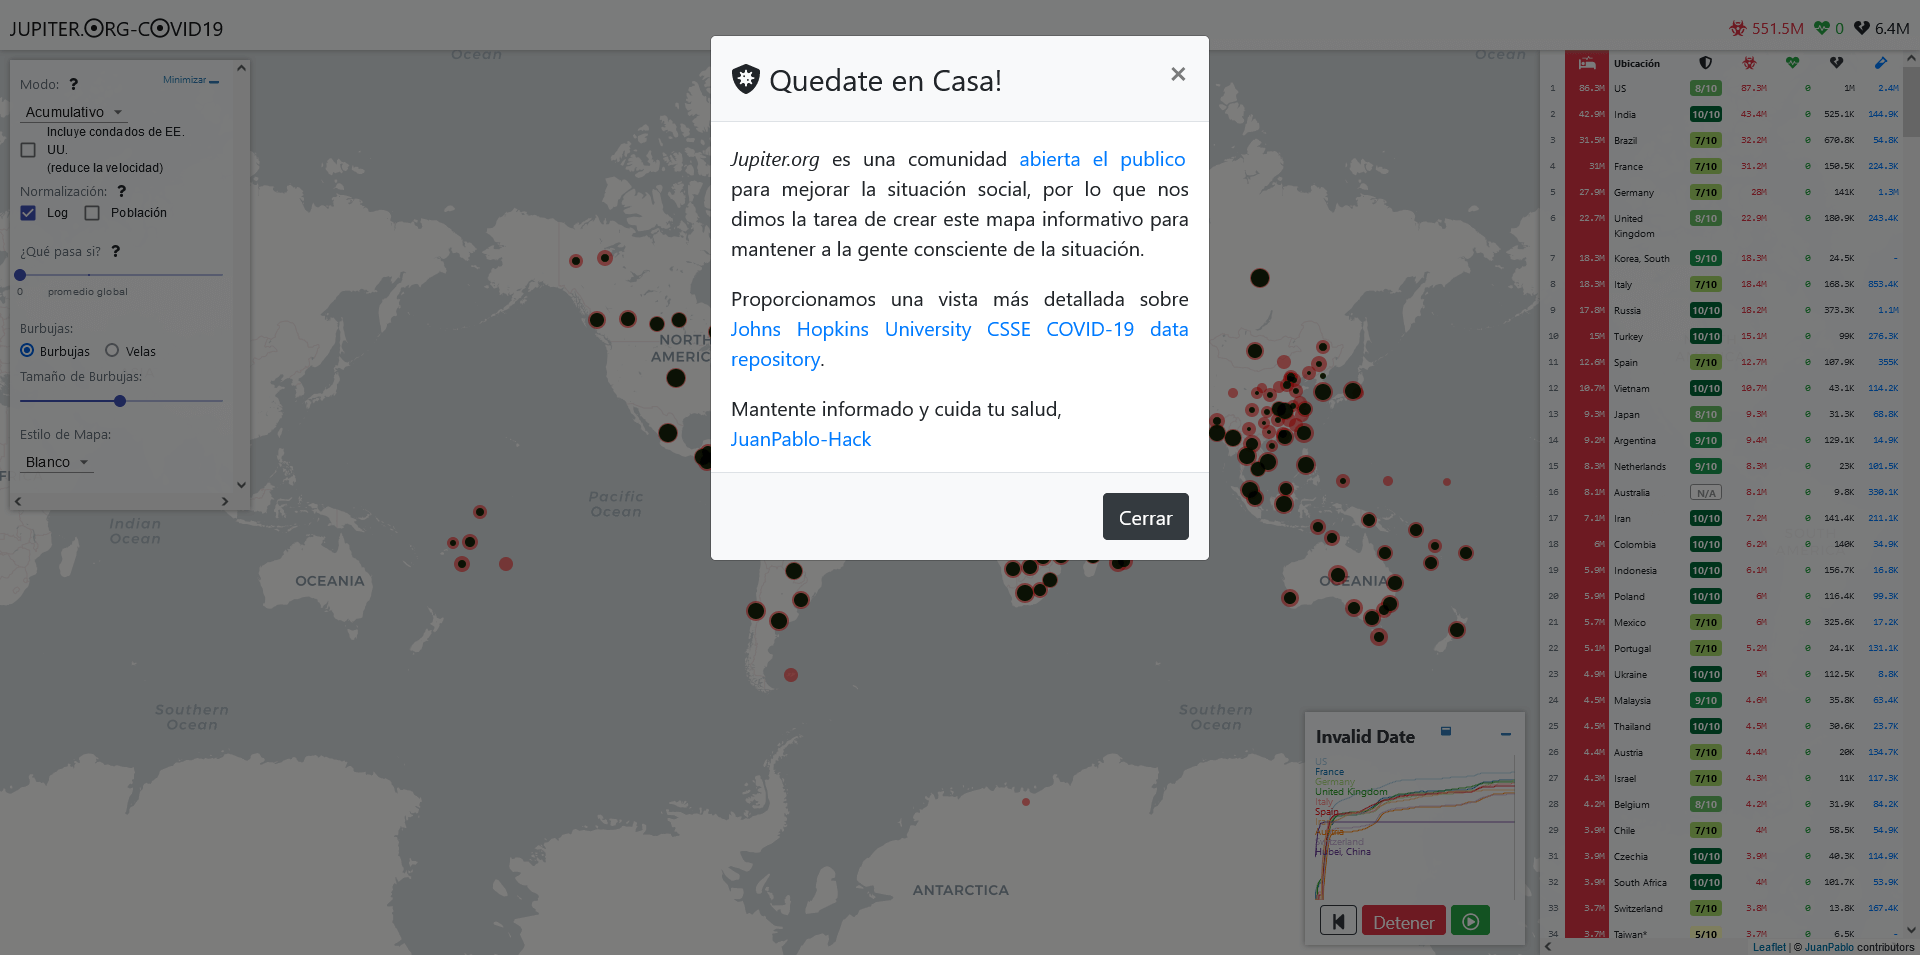 JUPITER.ORG-COVID19
551.5M 0 6.4M
Ocean
Ocean
Modo: ?
Minimizar
Acumulativo
Incluye condados de EE.
UU.
(reduce la velocidad)
Normalización: ?
Log Población
¿Qué pasa si? ?
0 promedio global
Burbujas:
Burbujas Velas
Tamaño de Burbujas:
Estilo de Mapa:
Blanco
Quedate en Casa!
×
Jupiter.org es una comunidad abierta el publico
para mejorar la situación social, por lo que nos
dimos la tarea de crear este mapa informativo para
mantener a la gente consciente de la situación.
Proporcionamos una vista más detallada sobre
Johns Hopkins University CSSE COVID-19 data
repository.
Mantente informado y cuida tu salud,
JuanPablo-Hack
Cerrar
NORTH
AMERIC
Pacific
Ocean
Indian
Ocean
OCEANIA
OCEANIA
Southern
Ocean
Southern
Ocean
ANTARCTICA
Invalid Date
US
France
Germany
United Kingdom
Italy
Spain
Austria
Switzerland
Hubei, China
Detener
Ubicación
1 86.3M US 8/10 87.3M 0 1M 2.4M
2 42.9M India 10/10 43.4M 0 525.1K 144.9K
3 31.5M Brazil 7/10 32.2M 0 670.8K 54.8K
4 31M France 7/10 31.2M 0 150.5K 224.3K
5 27.9M Germany 7/10 28M 0 141K 1.3M
6 22.7M United Kingdom 8/10 22.9M 0 180.9K 243.4K
7 18.3M Korea, South 9/10 18.3M 0 24.5K -
8 18.3M Italy 7/10 18.4M 0 168.3K 853.4K
9 17.8M Russia 10/10 18.2M 0 373.3K 1.1M
10 15M Turkey 10/10 15.1M 0 99K 276.3K
11 12.6M Spain 7/10 12.7M 0 107.9K 355K
12 10.7M Vietnam 10/10 10.7M 0 43.1K 114.2K
13 9.3M Japan 8/10 9.3M 0 31.3K 68.8K
14 9.2M Argentina 9/10 9.4M 0 129.1K 14.9K
15 8.3M Netherlands 9/10 8.3M 0 23K 101.5K
16 8.1M Australia N/A 8.1M 0 9.8K 330.1K
17 7.1M Iran 10/10 7.2M 0 141.4K 211.1K
18 6M Colombia 10/10 6.2M 0 140K 34.9K
19 5.9M Indonesia 10/10 6.1M 0 156.7K 16.8K
20 5.9M Poland 10/10 6M 0 116.4K 99.3K
21 5.7M Mexico 7/10 6M 0 325.6K 17.2K
22 5.1M Portugal 7/10 5.2M 0 24.1K 131.1K
23 4.9M Ukraine 10/10 5M 0 112.5K 8.8K
24 4.5M Malaysia 9/10 4.6M 0 35.8K 63.4K
25 4.5M Thailand 10/10 4.5M 0 30.6K 23.7K
26 4.4M Austria 7/10 4.4M 0 20K 134.7K
27 4.3M Israel 7/10 4.3M 0 11K 117.3K
28 4.2M Belgium 8/10 4.2M 0 31.9K 84.2K
29 3.9M Chile 7/10 4M 0 58.5K 54.9K
31 3.9M Czechia 10/10 3.9M 0 40.3K 114.9K
32 3.9M South Africa 10/10 4M 0 101.7K 53.9K
33 3.7M Switzerland 7/10 3.8M 0 13.8K 167.4K
34 3.7M Taiwan* 5/10 3.7M 0 6.5K -
Leaflet | © JuanPablo contributors